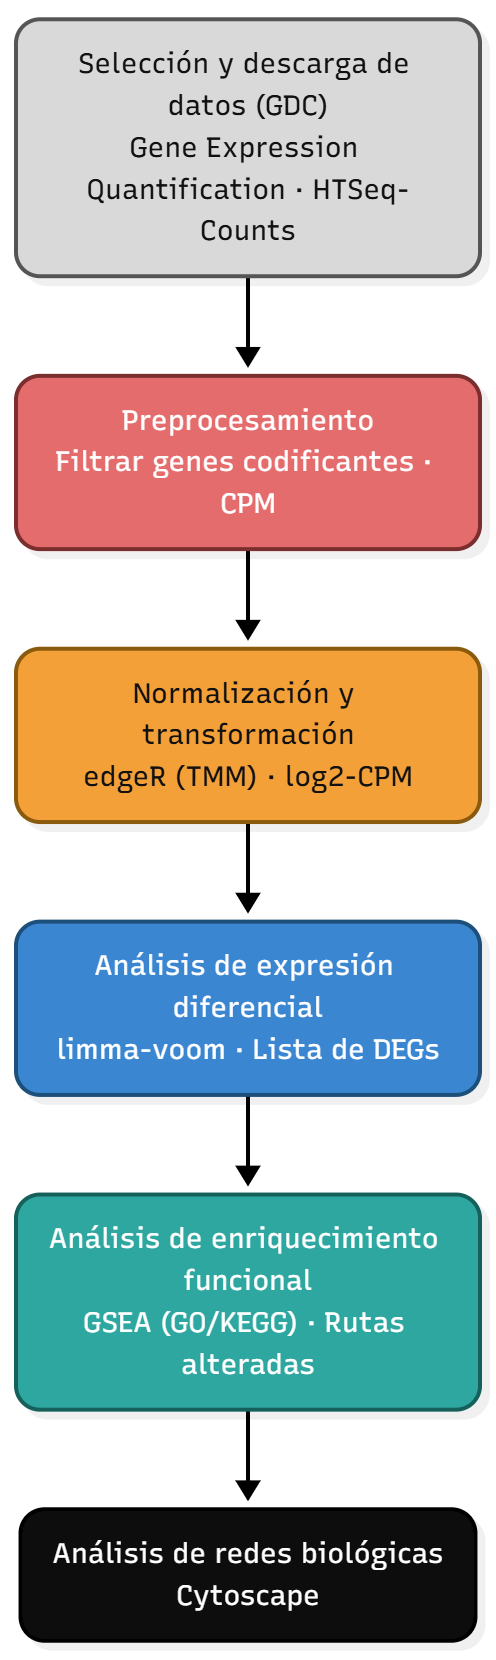 Selección y descarga de
datos (GDC)
Gene Expression
Quantification · HTSeq-
Counts
Preprocesamiento
Filtrar genes codificantes ·
CPM
Normalización y
transformación
edgeR (TMM) · log2-CPM
Análisis de expresión
diferencial
limma-voom · Lista de DEGs
Análisis de enriquecimiento
funcional
GSEA (GO/KEGG) · Rutas
alteradas
Análisis de redes biológicas
Cytoscape